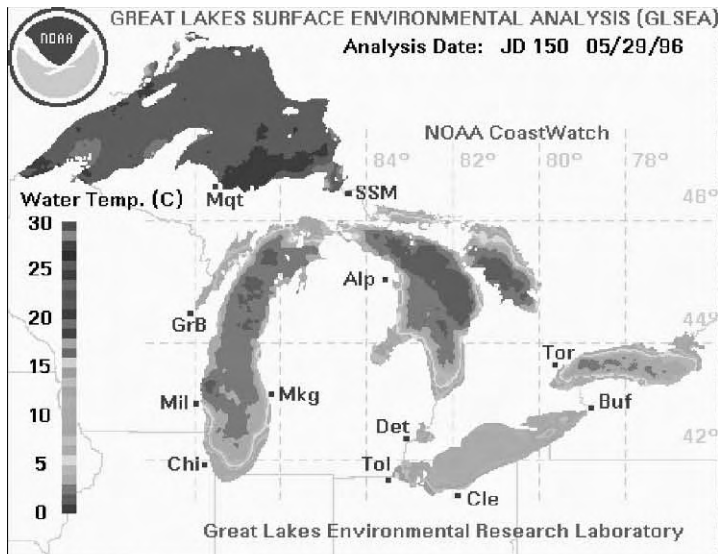 GREAT LAKES SURFACE ENVIRONMENTAL ANALYSIS (GLSEA)
NOAA
Analysis Date: JD 150 05/29/96
NOAA CoastWatch
84° 82° 80° 78°
Mqt
SSM
46°
Water Temp. (C)
30
25
20
15
10
5
0
Alp
GrB
44°
Tor
Mil
Mkg
Buf
Det
42°
Chi
Tol
Cle
Great Lakes Environmental Research Laboratory